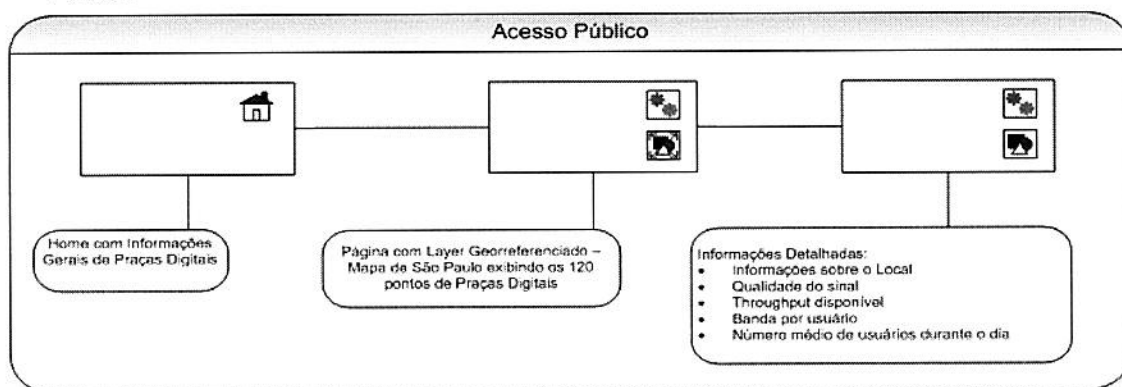 Acesso Público
Home com Informações
Gerais de Praças Digitais
Página com Layer Georreferenciado –
Mapa de São Paulo exibindo os 120
pontos de Praças Digitais
Informações Detalhadas:
• Informações sobre o Local
• Qualidade do sinal
• Throughput disponível
• Banda por usuário
• Número médio de usuários durante o dia